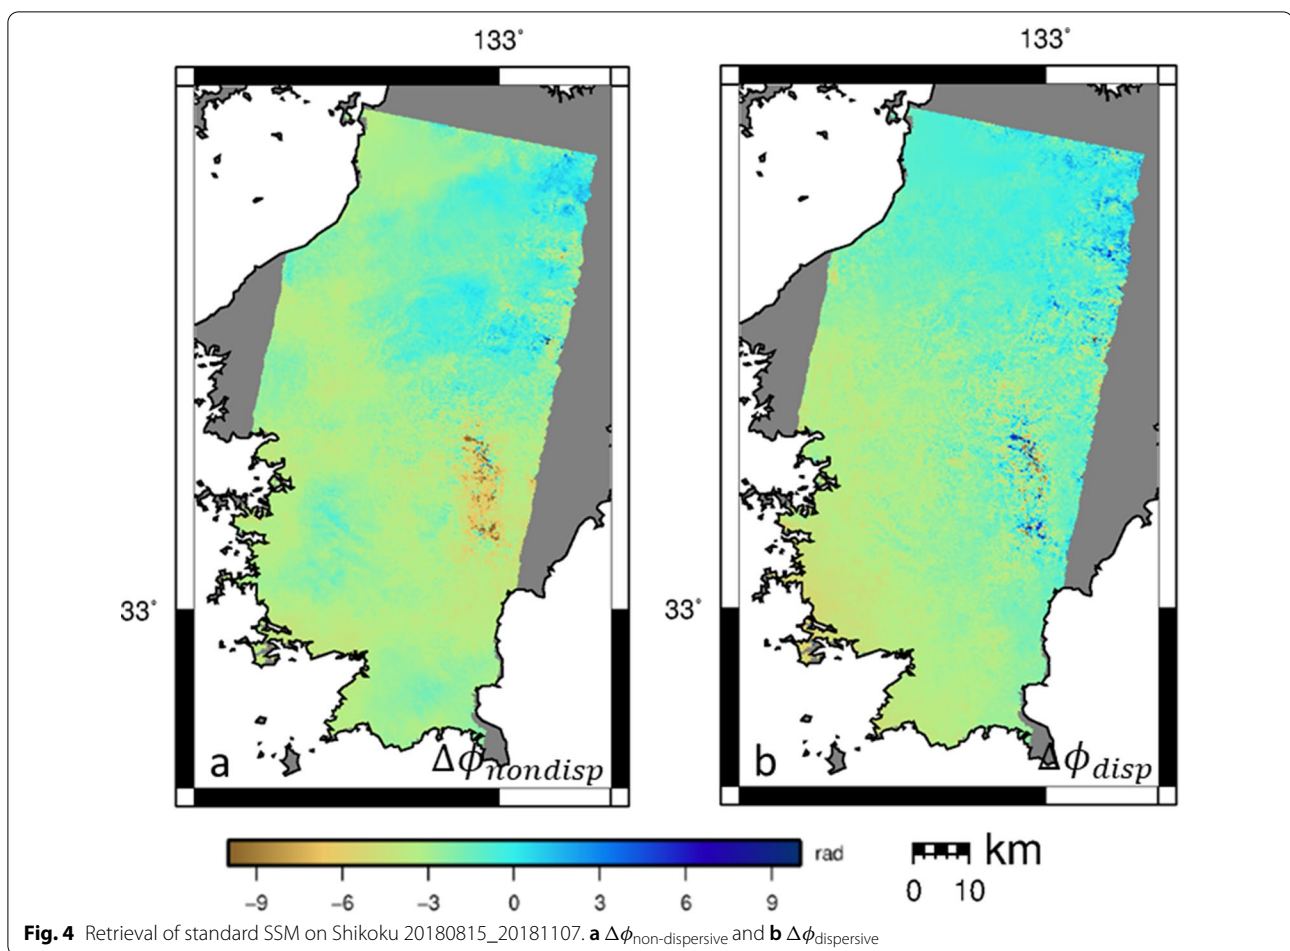 133° 133°
33° 33°
a Δϕnondisp b Δϕdisp
rad km
−9 −6 −3 0 3 6 9 0 10
Fig. 4 Retrieval of standard SSM on Shikoku 20180815_20181107. a Δϕnon-dispersive and b Δϕdispersive